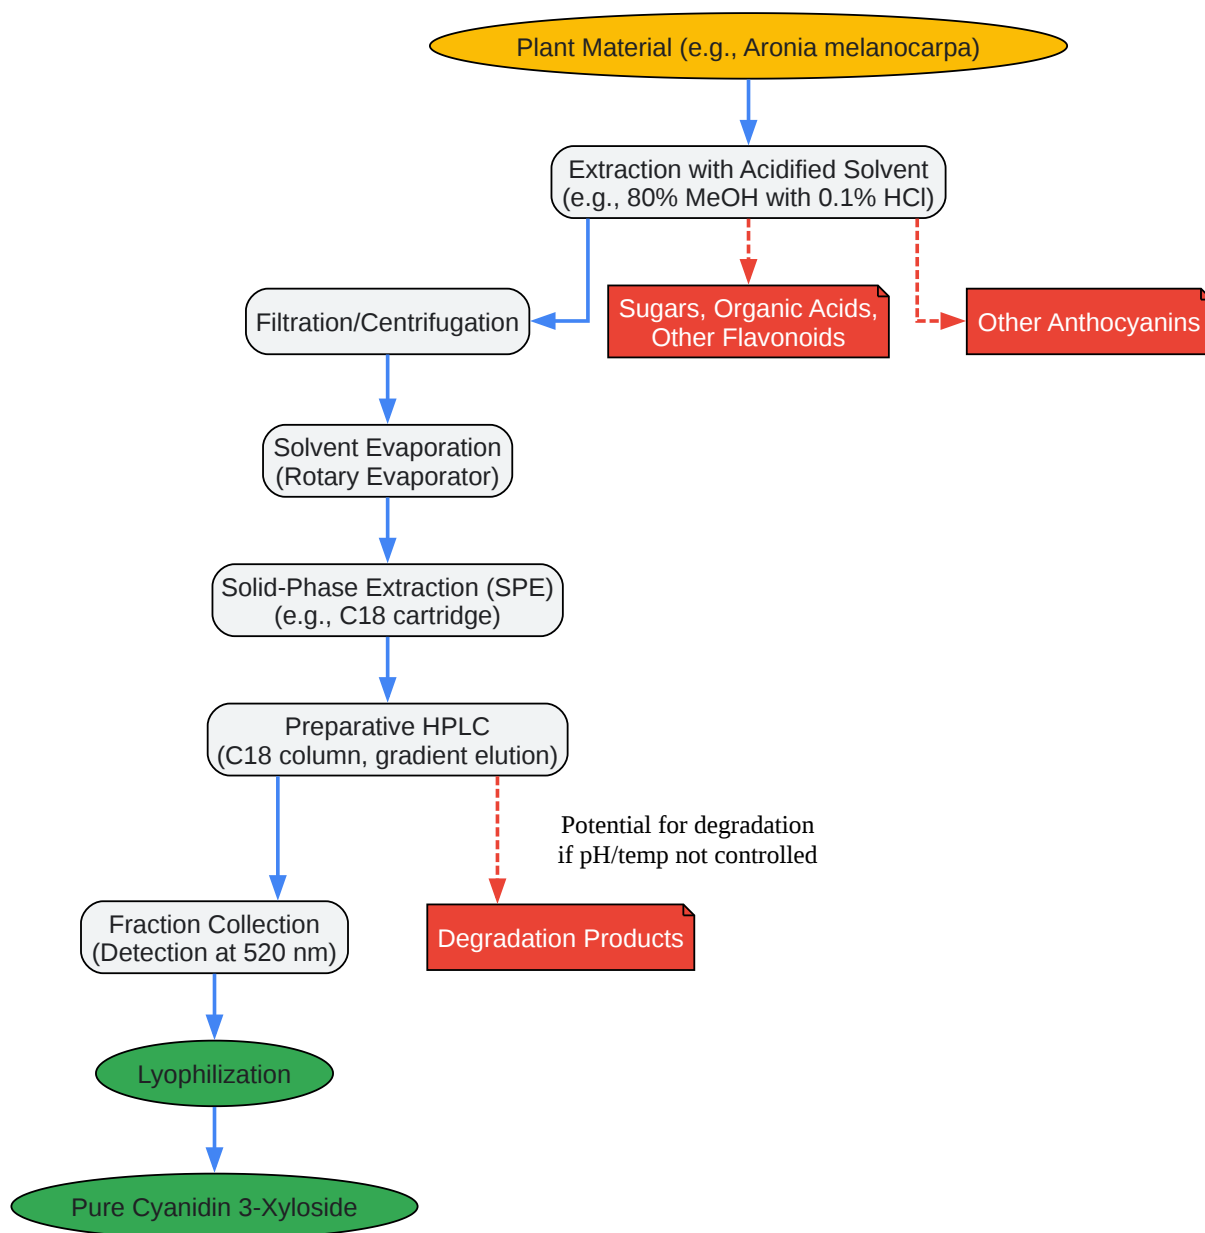 Plant Material (e.g., Aronia melanocarpa)
Extraction with Acidified Solvent
(e.g., 80% MeOH with 0.1% HCl)
Filtration/Centrifugation
Sugars, Organic Acids,
Other Flavonoids
Other Anthocyanins
Solvent Evaporation
(Rotary Evaporator)
Solid-Phase Extraction (SPE)
(e.g., C18 cartridge)
Preparative HPLC
(C18 column, gradient elution)
Potential for degradation
if pH/temp not controlled
Fraction Collection
(Detection at 520 nm)
Degradation Products
Lyophilization
Pure Cyanidin 3-Xyloside